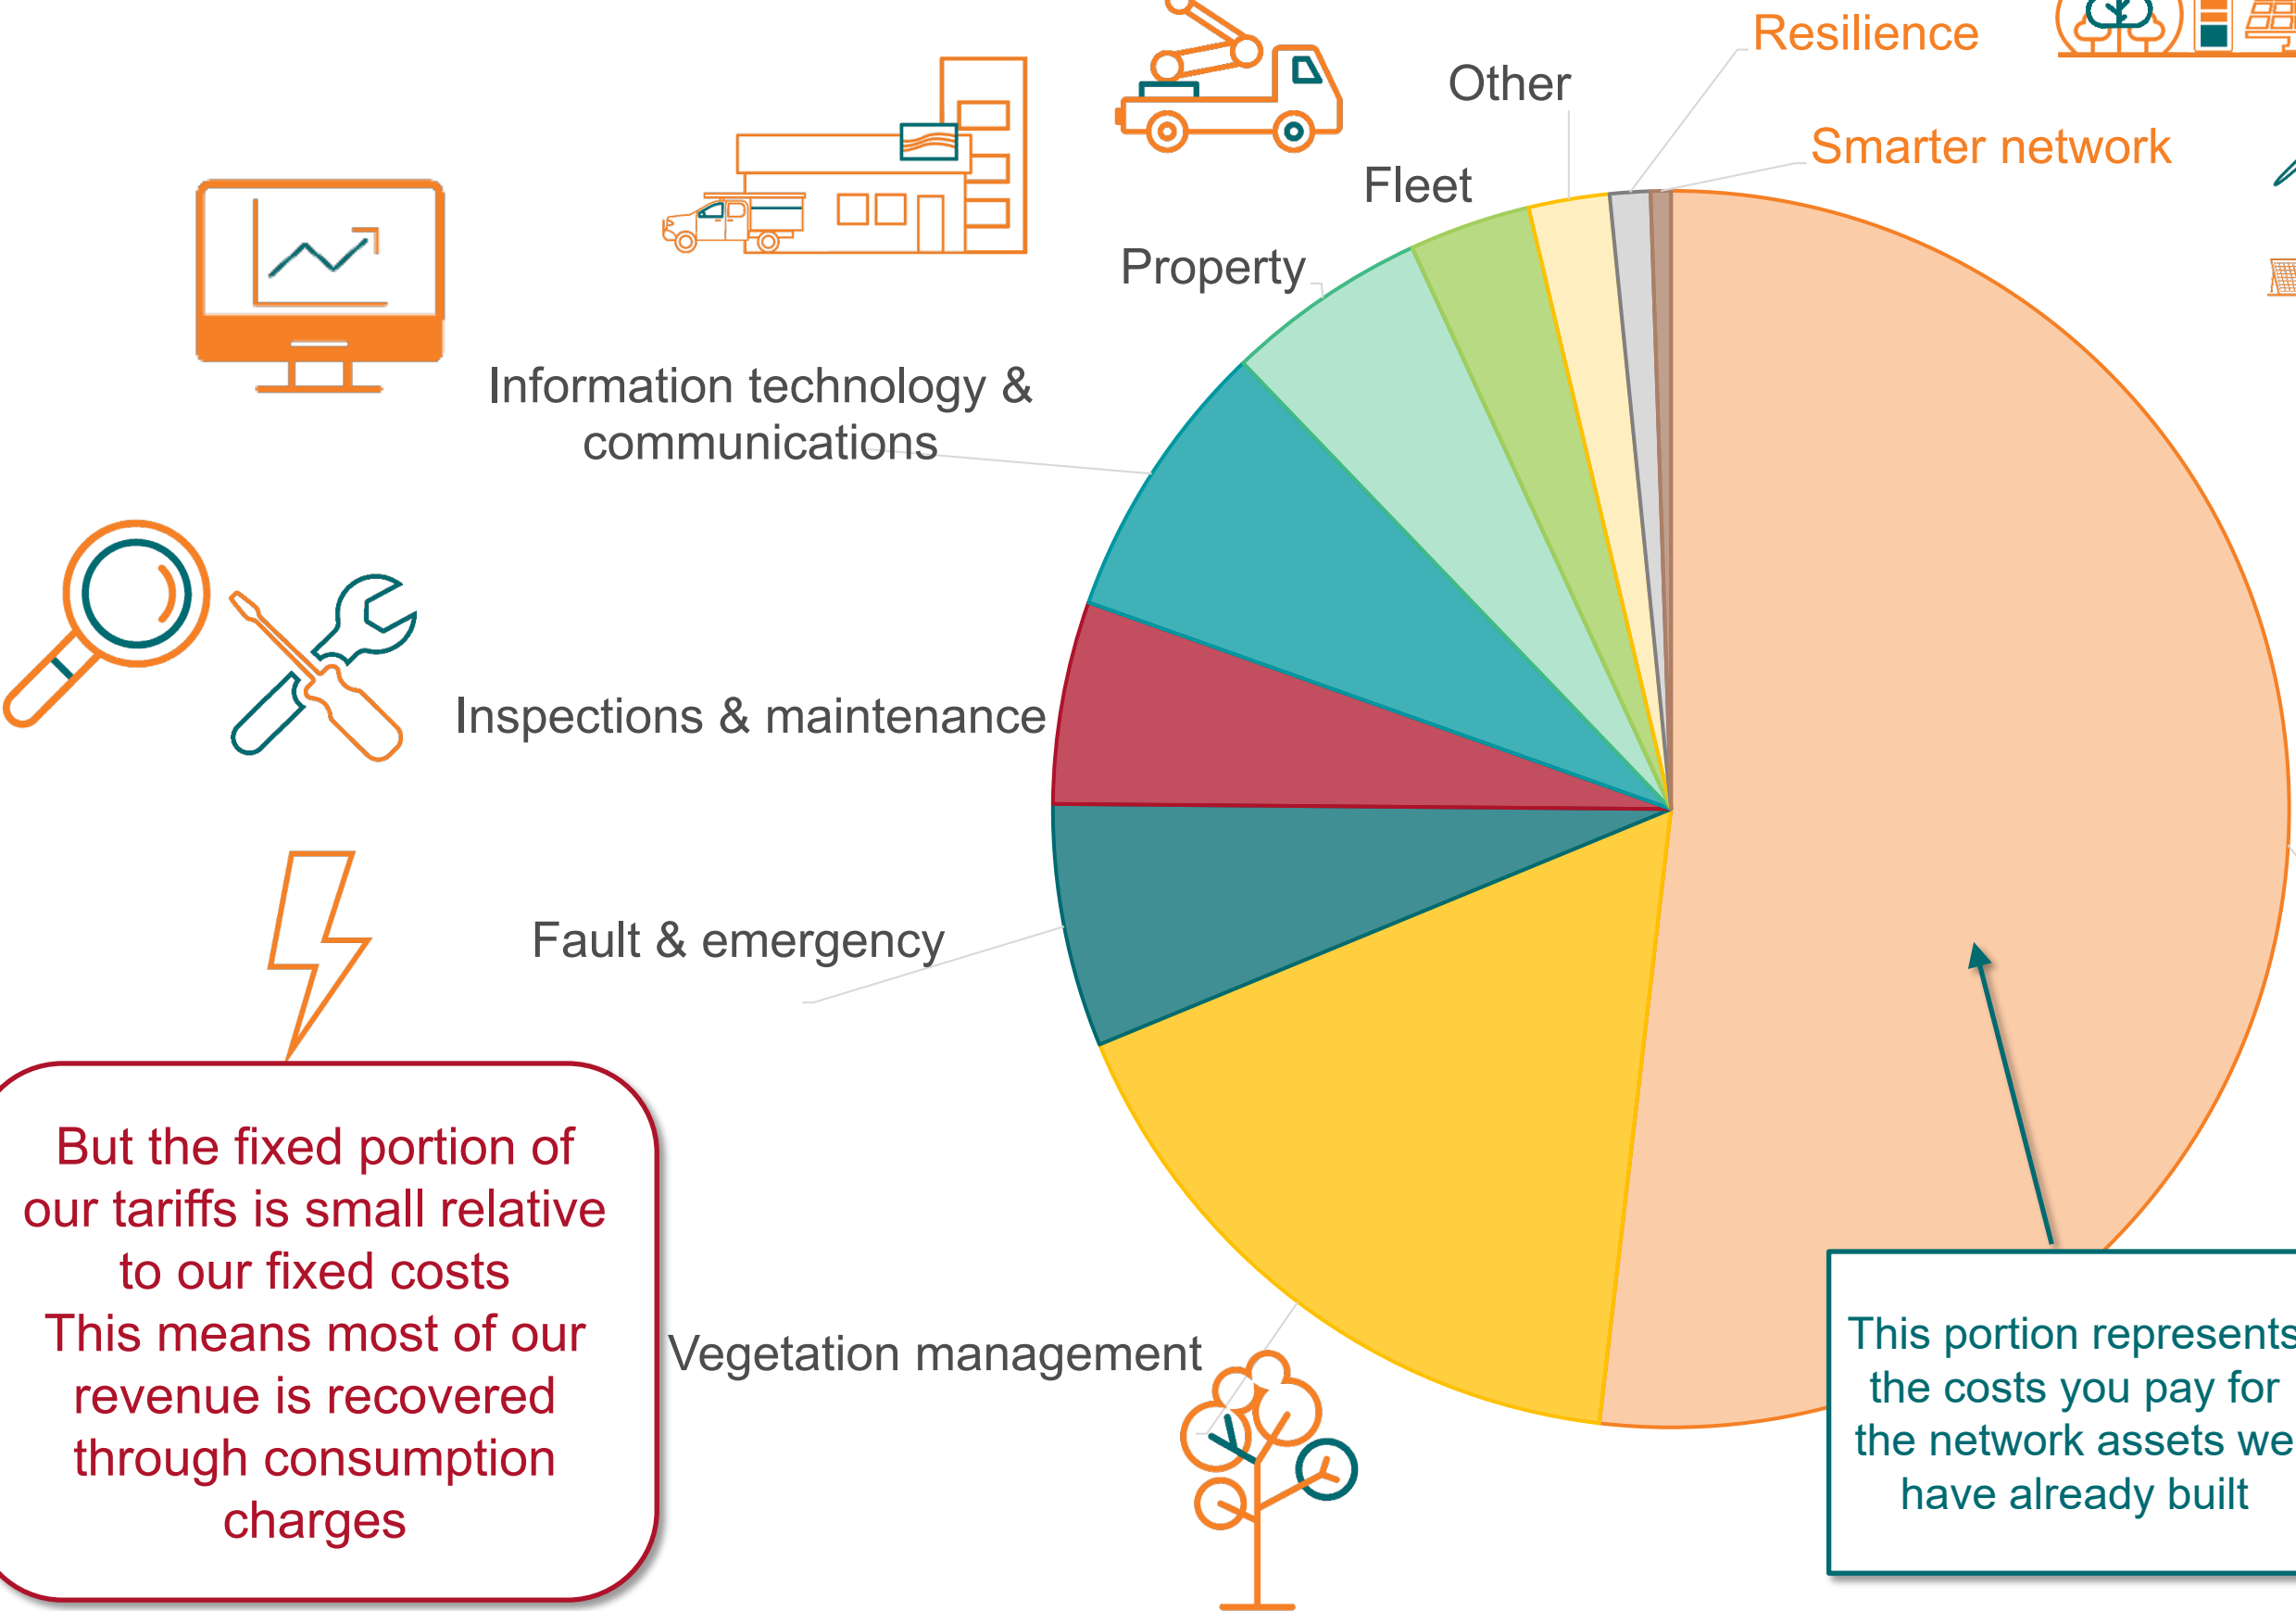 Resilience
Other
Smarter network
Fleet
Property
Information technology &
communications
Inspections & maintenance
Fault & emergency
Vegetation management
But the fixed portion of
our tariffs is small relative
to our fixed costs
This means most of our
revenue is recovered
through consumption
charges
This portion represents
the costs you pay for
the network assets we
have already built